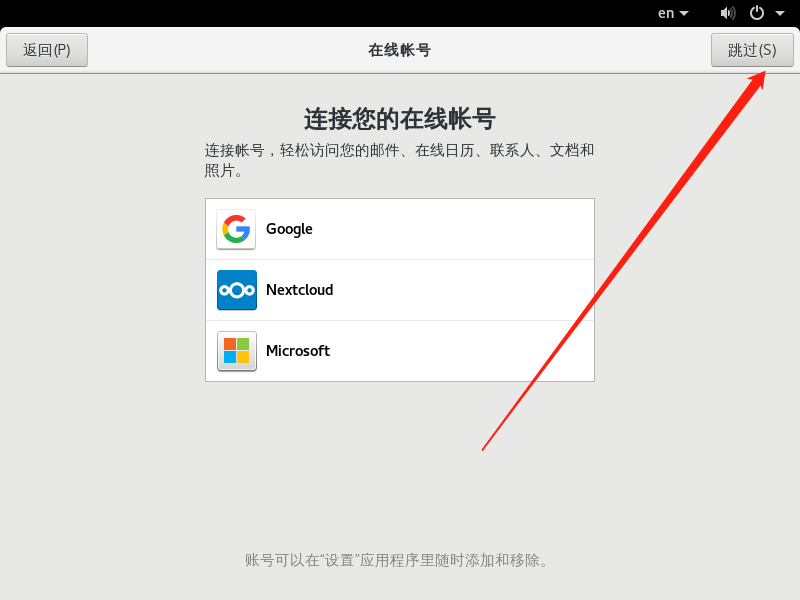 en
返回(P)
在线帐号
跳过(S)
连接您的在线帐号
连接帐号，轻松访问您的邮件、在线日历、联系人、文档和
照片。
Google
Nextcloud
Microsoft
账号可以在“设置”应用程序里随时添加和移除。